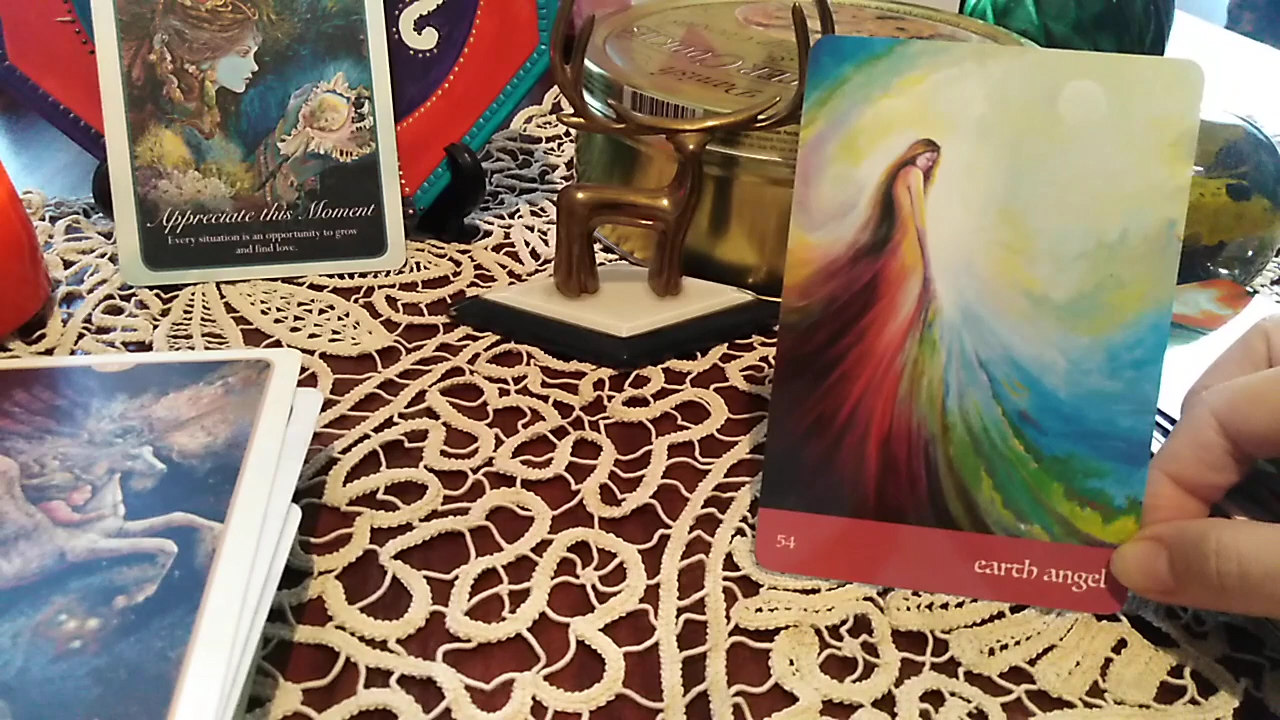 Appreciate this Moment
Every situation is an opportunity to grow
and find love.
54
earth angel